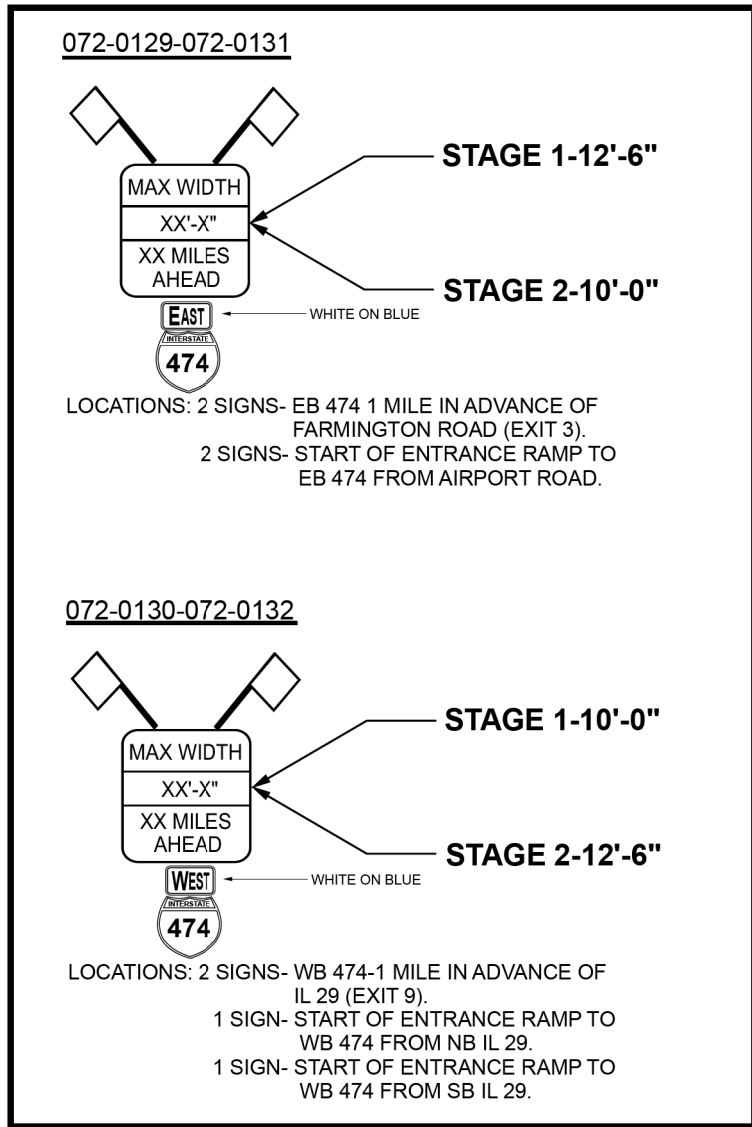 072-0129-072-0131
MAX WIDTH
XX'-X"
XX MILES
AHEAD
STAGE 1-12'-6"
STAGE 2-10'-0"
EAST
WHITE ON BLUE
INTERSTATE
474
LOCATIONS: 2 SIGNS- EB 474 1 MILE IN ADVANCE OF
FARMINGTON ROAD (EXIT 3).
2 SIGNS- START OF ENTRANCE RAMP TO
EB 474 FROM AIRPORT ROAD.
072-0130-072-0132
MAX WIDTH
XX'-X"
XX MILES
AHEAD
STAGE 1-10'-0"
STAGE 2-12'-6"
WEST
WHITE ON BLUE
INTERSTATE
474
LOCATIONS: 2 SIGNS- WB 474-1 MILE IN ADVANCE OF
IL 29 (EXIT 9).
1 SIGN- START OF ENTRANCE RAMP TO
WB 474 FROM NB IL 29.
1 SIGN- START OF ENTRANCE RAMP TO
WB 474 FROM SB IL 29.